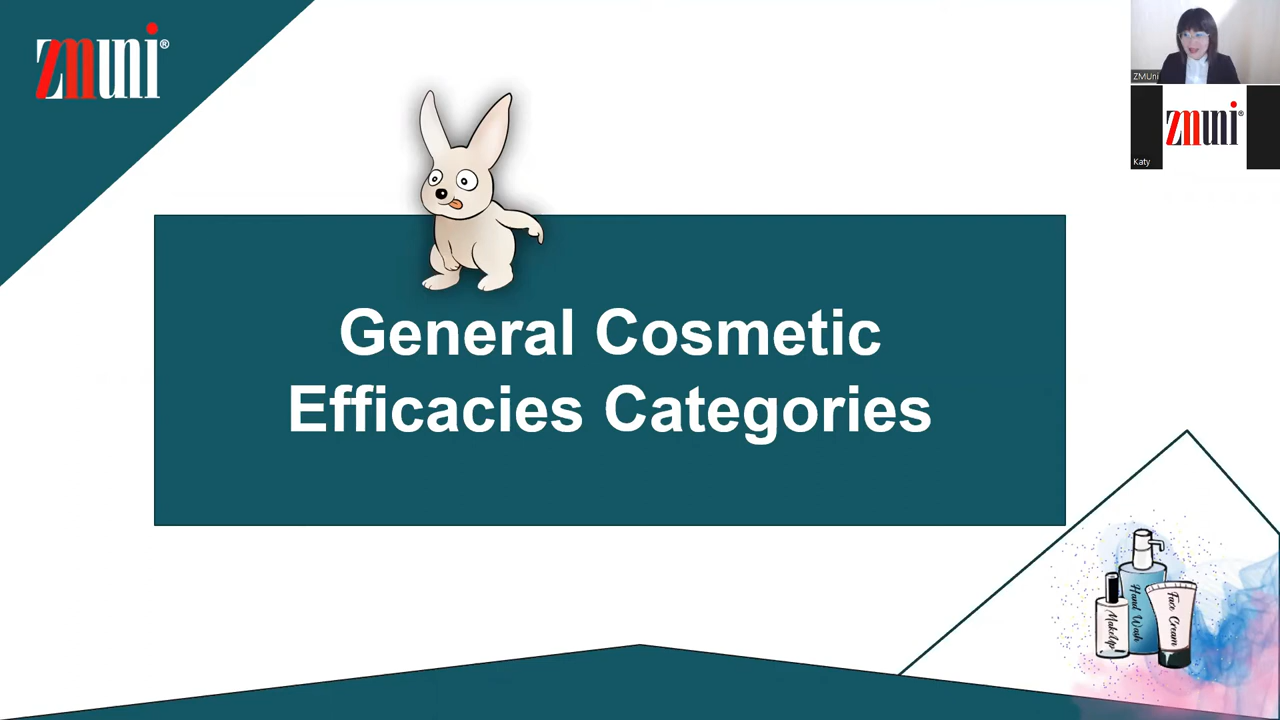 zmuni®
ZMUni
zmuni®
Katy
General Cosmetic
Efficacies Categories
MakeUp
Hand Wash
Face Cream